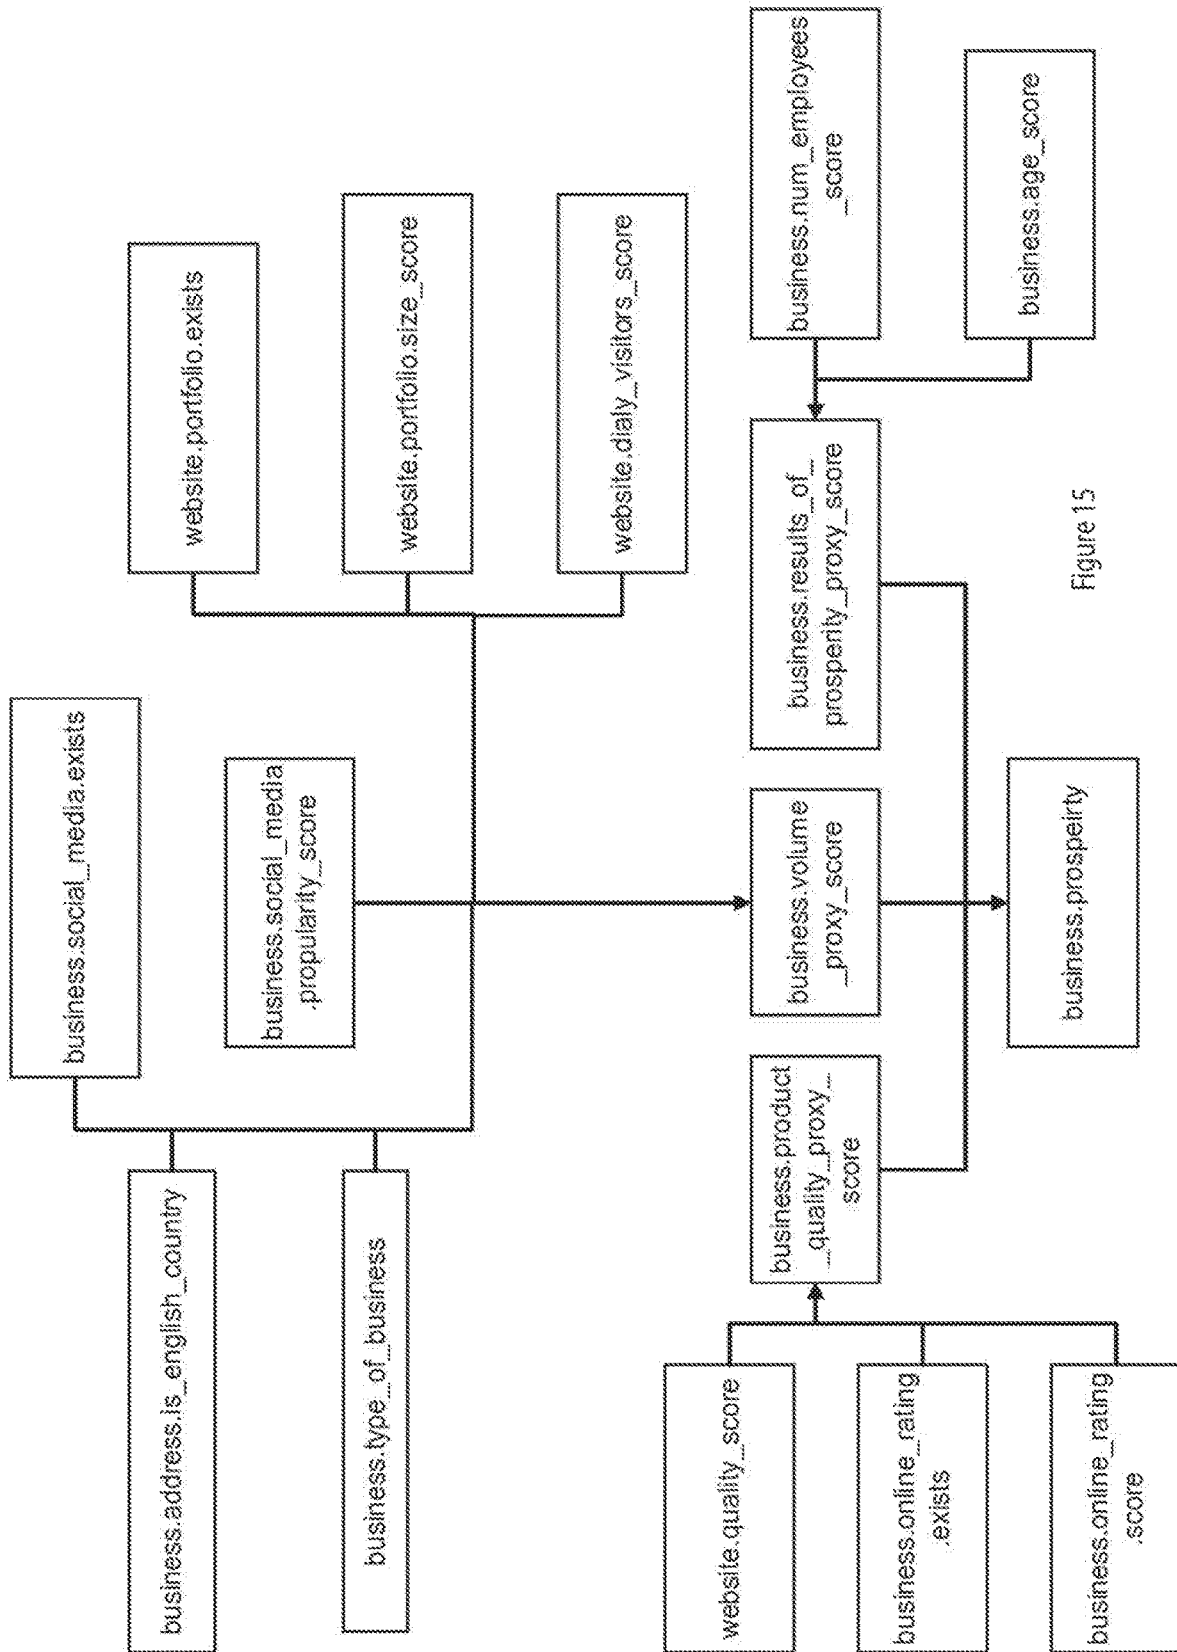 business.address.is_english_country
business.type_of_business
business.social_media.exists
business.social_media
.propularity_score
website.portfolio.exists
website.portfolio.size_score
website.dialy_visitors_score
website.quality_score
business.online_rating
.exists
business.online_rating
.score
business.product
_quality_proxy_
score
business.volume
_proxy_score
business.results_of_
prosperity_proxy_score
business.num_employees
_score
business.age_score
business.prospeirty
Figure 15